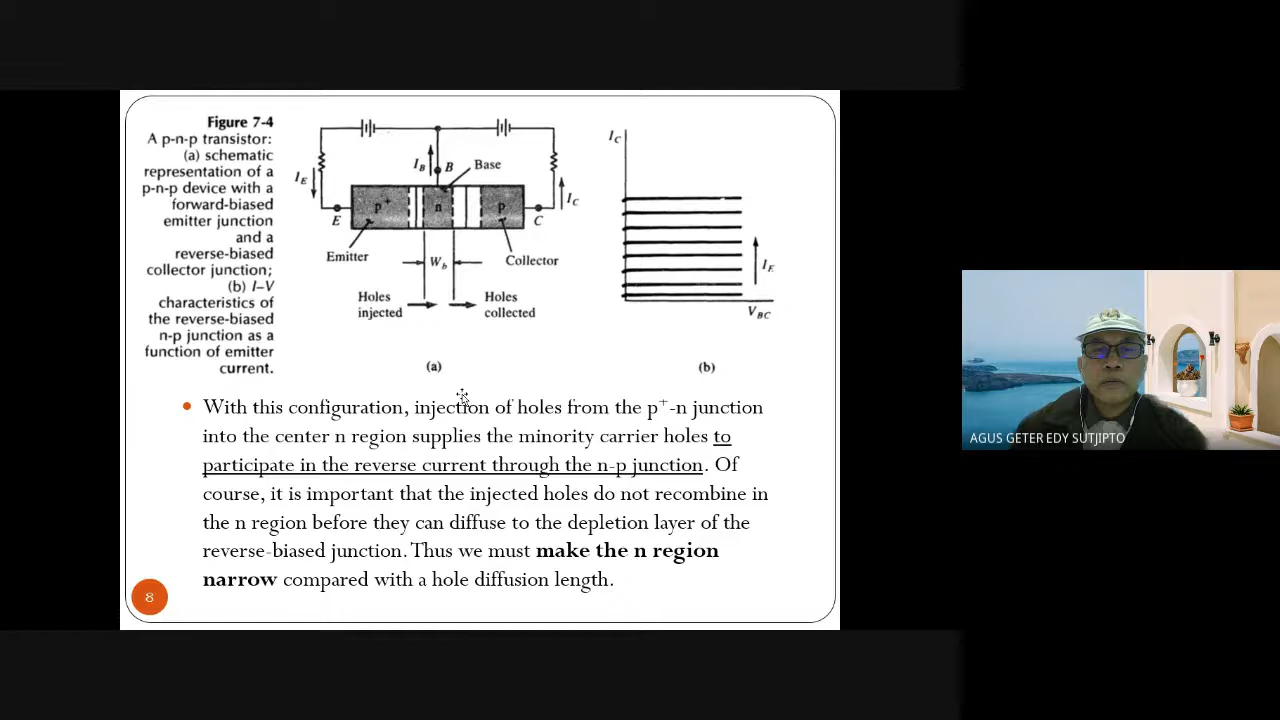 Figure 7-4
A p-n-p transistor:
(a) schematic
representation of a
p-n-p device with a
forward-biased
emitter junction
and a
reverse-biased
collector junction;
(b) I–V
characteristics of
the reverse-biased
n-p junction as a
function of emitter
current.
I_E
I_B
B
Base
I_C
p+
n
p
E
C
Emitter
W_b
Collector
Holes
injected
Holes
collected
(a)
I_C
I_E
V_BC
(b)
• With this configuration, injection of holes from the p+-n junction
into the center n region supplies the minority carrier holes to
participate in the reverse current through the n-p junction. Of
course, it is important that the injected holes do not recombine in
the n region before they can diffuse to the depletion layer of the
reverse-biased junction. Thus we must make the n region
narrow compared with a hole diffusion length.
8
AGUS GETER EDY SUTJIPTO